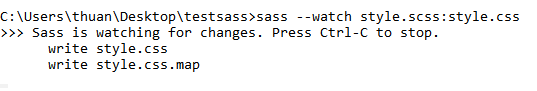 C:\Users\thuan\Desktop\testsass>sass --watch style.scss:style.css
>>> Sass is watching for changes. Press Ctrl-C to stop.
write style.css
write style.css.map